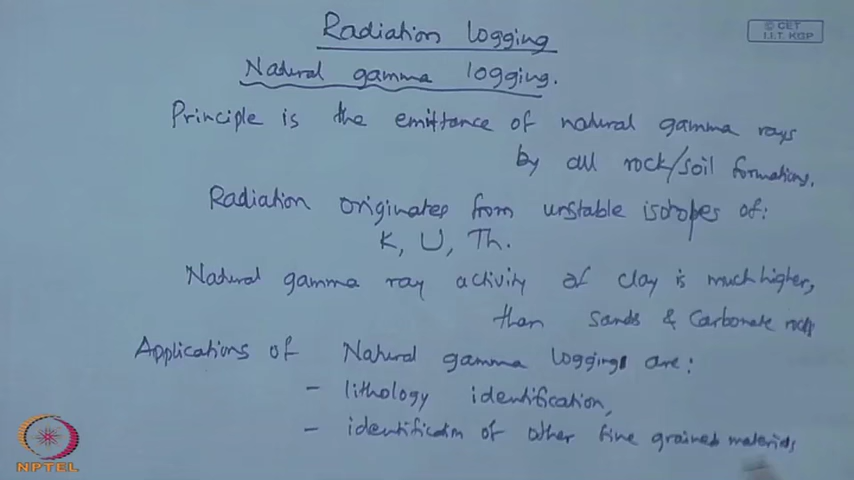 Radiation logging
© CET
I.I.T. KGP
Natural gamma logging.
Principle is the emittance of natural gamma rays
by all rock/soil formations.
Radiation originates from unstable isotopes of:
K, U, Th.
Natural gamma ray activity of clay is much higher,
than sands & Carbonate rock
Applications of Natural gamma logging are:
- lithology identification,
- identification of other fine grained materials
NPTEL